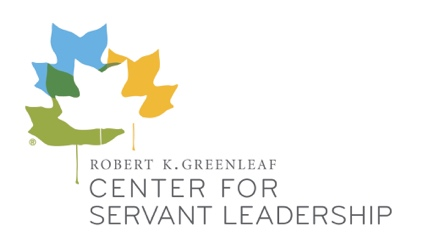 ®
ROBERT K. GREENLEAF
CENTER FOR
SERVANT LEADERSHIP